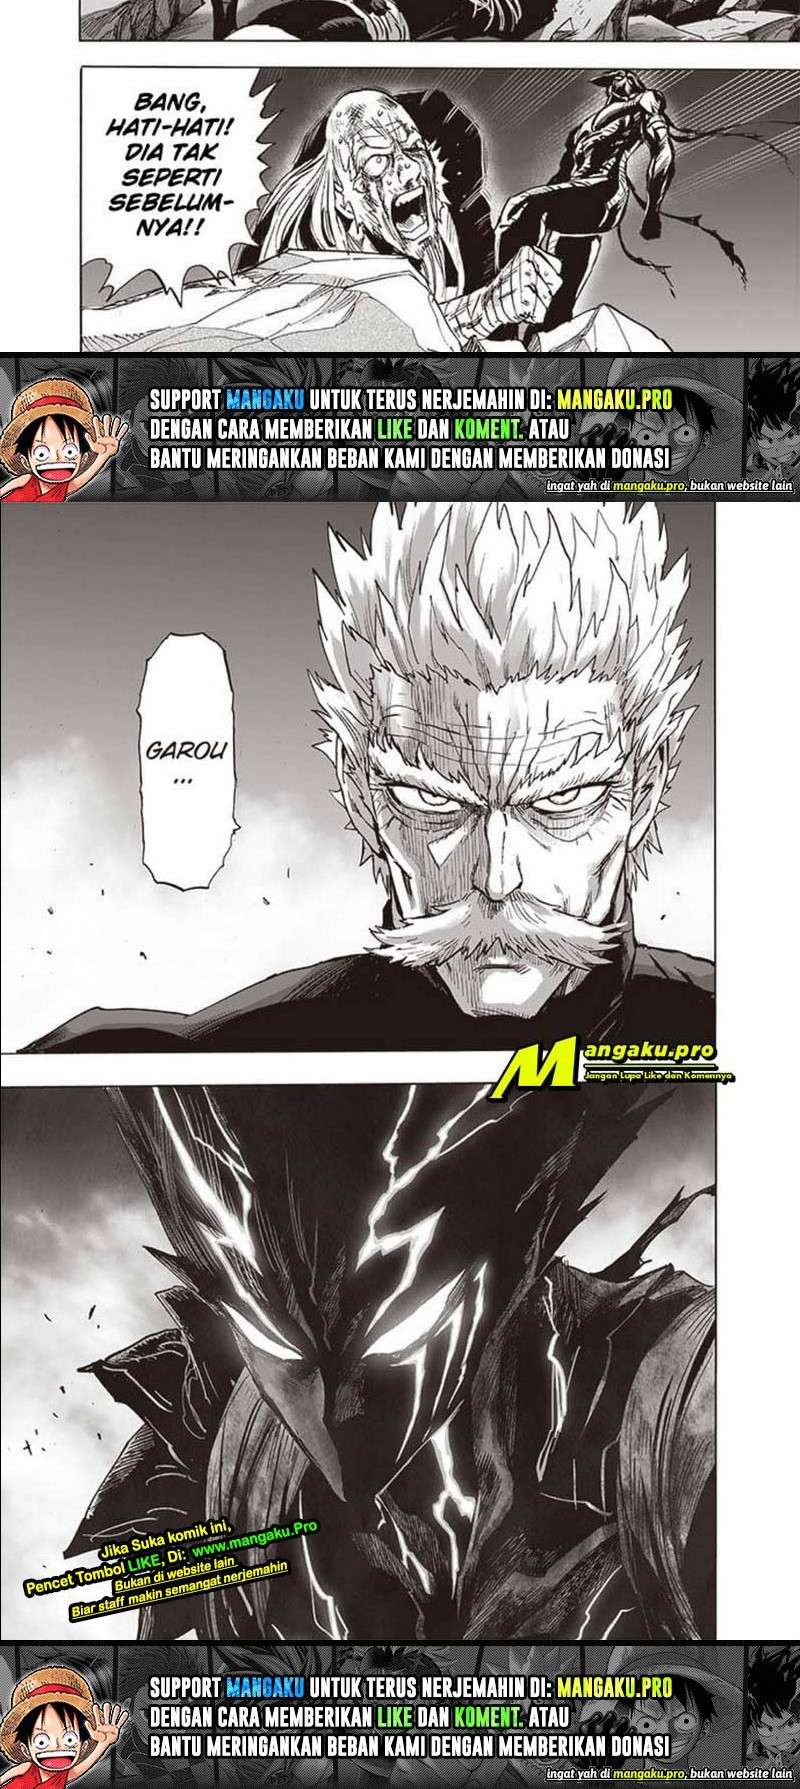 BANG,
HATI-HATI!
DIA TAK
SEPERTI
SEBELUM-
NYA!!
SUPPORT MANGAKU UNTUK TERUS NERJEMAHIN DI: MANGAKU.PRO
DENGAN CARA MEMBERIKAN LIKE DAN KOMENT. ATAU
BANTU MERINGANKAN BEBAN KAMI DENGAN MEMBERIKAN DONASI
ingat yah di mangaku.pro, bukan website lain
GAROU
...
Mangaku.pro
Jangan Lupa Like dan Komennya
Jika Suka komik ini,
Pencet Tombol LIKE, Di: www.mangaku.Pro
Bukan di website lain
Biar staff makin semangat nerjemahin
SUPPORT MANGAKU UNTUK TERUS NERJEMAHIN DI: MANGAKU.PRO
DENGAN CARA MEMBERIKAN LIKE DAN KOMENT. ATAU
BANTU MERINGANKAN BEBAN KAMI DENGAN MEMBERIKAN DONASI
ingat yah di mangaku.pro, bukan website lain